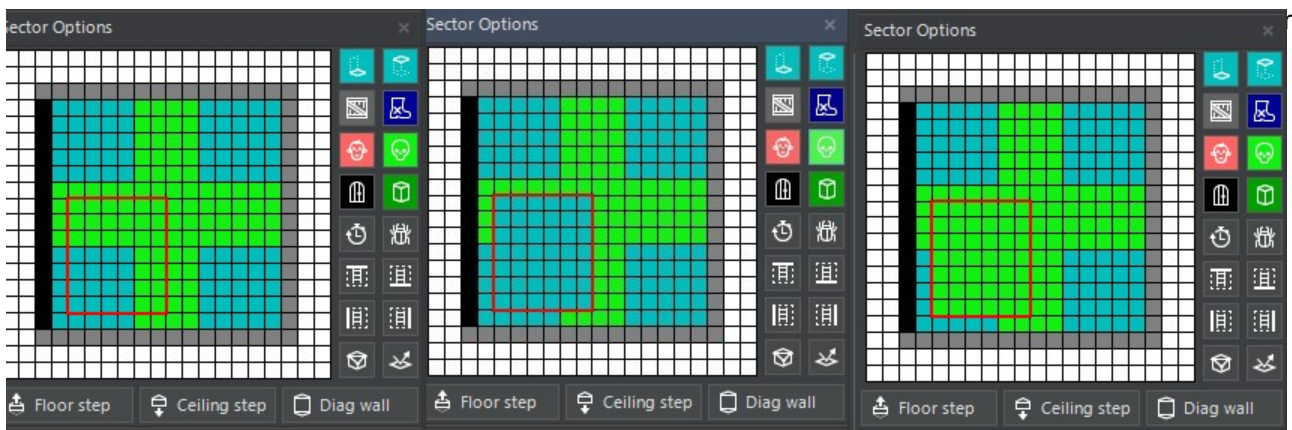 Sector Options
Sector Options
Sector Options
Floor step
Ceiling step
Diag wall
Floor step
Ceiling step
Diag wall
Floor step
Ceiling step
Diag wall